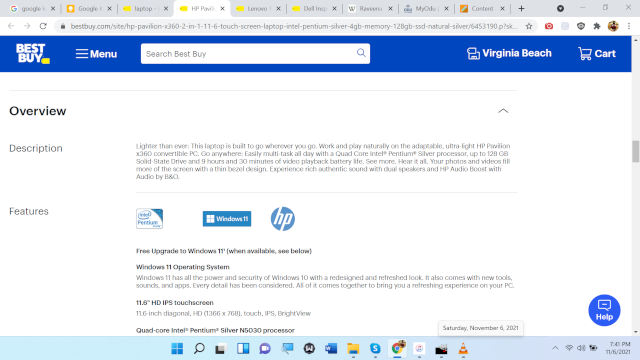 google i
Google I
laptop -
HP Pavili
Lenovo
Dell Insp
Ravens
MyOdu
Content
bestbuy.com/site/hp-pavilion-x360-2-in-1-11-6-touch-screen-laptop-intel-pentium-silver-4gb-memory-128gb-ssd-natural-silver/6453190.p?sk...
BEST BUY
Menu
Search Best Buy
Virginia Beach
Cart
Overview
Description
Lighter than ever: This laptop is built to go wherever you go. Work and play naturally on the adaptable, ultra-light HP Pavilion
x360 convertible PC. Go anywhere: Easily multi-task all day with a Quad Core Intel® Pentium® Silver processor, up to 128 GB
Solid-State Drive and 9 hours and 30 minutes of video playback battery life. See more. Hear it all. Your photos and videos fill
more of the screen with a thin bezel design. Experience rich authentic sound with dual speakers and HP Audio Boost with
Audio by B&O.
Features
intel
Pentium
Windows 11
hp
Free Upgrade to Windows 11¹ (when available, see below)
Windows 11 Operating System
Windows 11 has all the power and security of Windows 10 with a redesigned and refreshed look. It also comes with new tools,
sounds, and apps. Every detail has been considered. All of it comes together to bring you a refreshing experience on your PC.
11.6" HD IPS touchscreen
11.6-inch diagonal, HD (1366 x 768), touch, IPS, BrightView
Quad-core Intel® Pentium® Silver N5030 processor
Help
Saturday, November 6, 2021
7:41 PM
11/6/2021